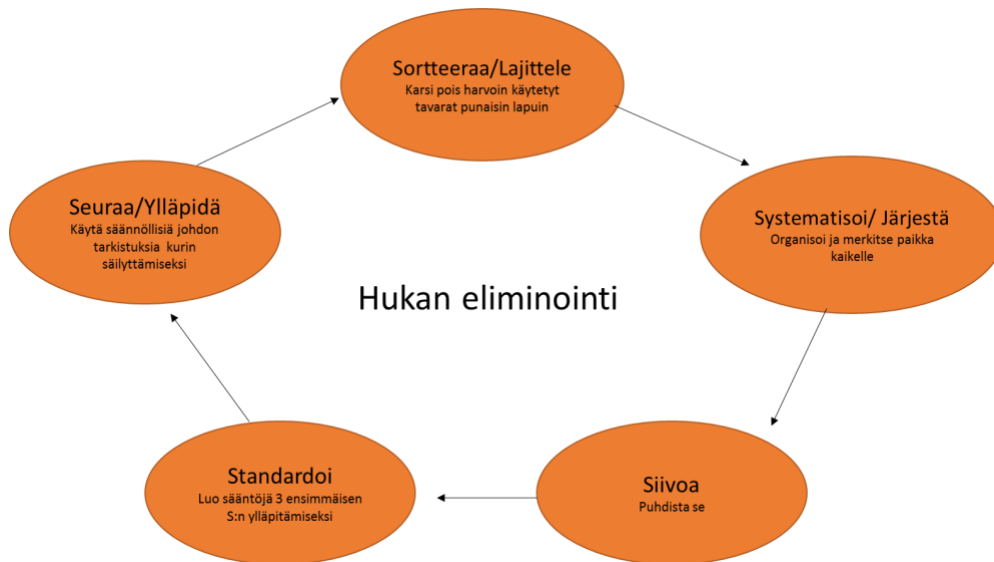 Sortteeraa/Lajittele
Karsi pois harvoin käytetyt
tavarat punaisin lapuin
Systematisoi/ Järjestä
Organisoi ja merkitse paikka
kaikelle
Siivoa
Puhdista se
Standardoi
Luo sääntöjä 3 ensimmäisen
S:n ylläpitämiseksi
Seuraa/Ylläpidä
Käytä säännöllisiä johdon
tarkistuksia kurin
säilyttämiseksi
Hukan eliminointi